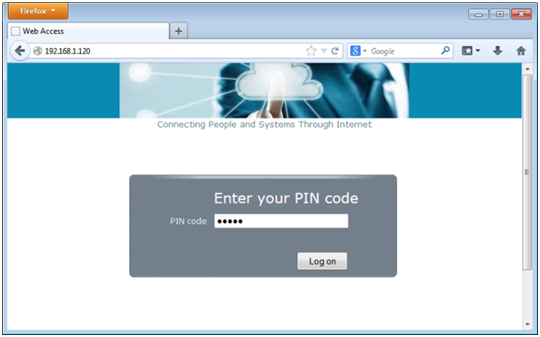 Firefox
Web Access
192.168.1.120
Google
Connecting People and Systems Through Internet
Enter your PIN code
PIN code •••••
Log on